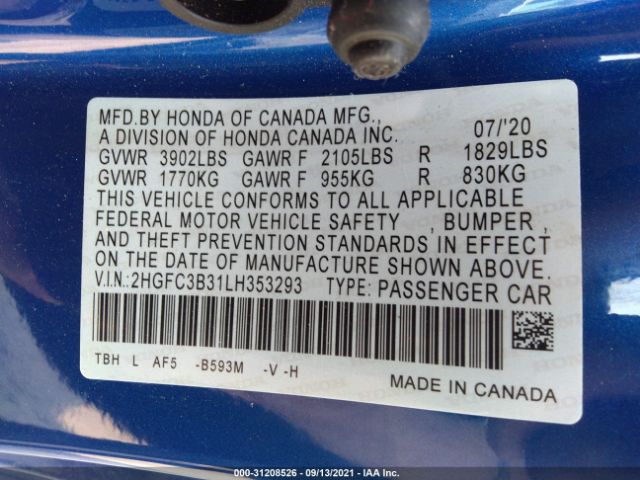 MFD.BY HONDA OF CANADA MFG.,
A DIVISION OF HONDA CANADA INC. 07/'20
GVWR 3902LBS GAWR F 2105LBS R 1829LBS
GVWR 1770KG GAWR F 955KG R 830KG
THIS VEHICLE CONFORMS TO ALL APPLICABLE
FEDERAL MOTOR VEHICLE SAFETY , BUMPER ,
AND THEFT PREVENTION STANDARDS IN EFFECT
ON THE DATE OF MANUFACTURE SHOWN ABOVE.
V.I.N.: 2HGFC3B31LH353293 TYPE: PASSENGER CAR
TBH L AF5 -B593M -V -H
MADE IN CANADA
000-31208526 - 09/13/2021 - IAA Inc.